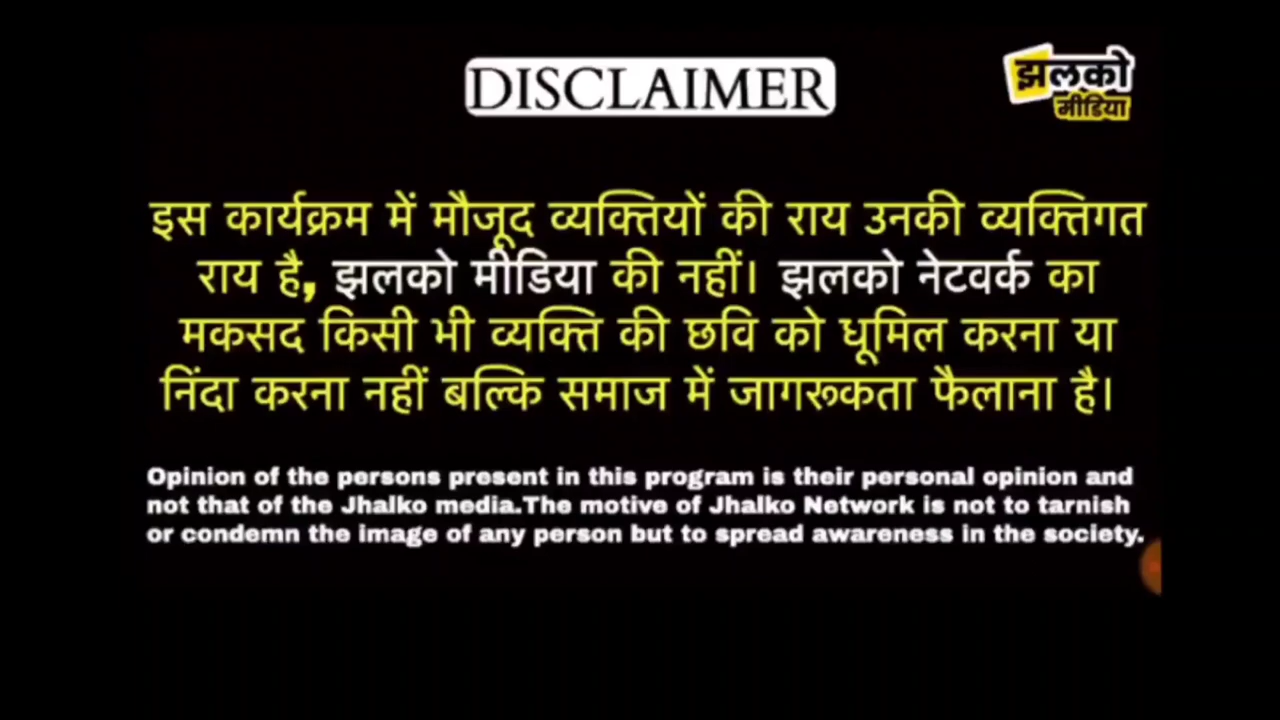 DISCLAIMER
झलको
मीडिया
इस कार्यक्रम में मौजूद व्यक्तियों की राय उनकी व्यक्तिगत
राय है, झलको मीडिया की नहीं। झलको नेटवर्क का
मकसद किसी भी व्यक्ति की छवि को धूमिल करना या
निंदा करना नहीं बल्कि समाज में जागरूकता फैलाना है।
Opinion of the persons present in this program is their personal opinion and
not that of the Jhalko media.The motive of Jhalko Network is not to tarnish
or condemn the image of any person but to spread awareness in the society.